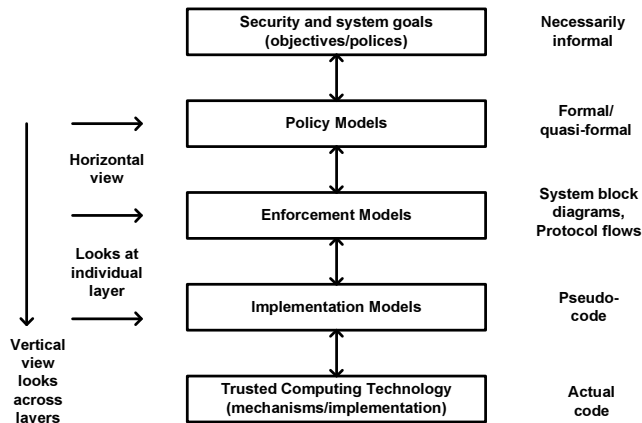 Security and system goals
(objectives/polices)
Necessarily
informal
Policy Models
Formal/
quasi-formal
Horizontal
view
Enforcement Models
System block
diagrams,
Protocol flows
Looks at
individual
layer
Implementation Models
Pseudo-
code
Vertical
view
looks
across
layers
Trusted Computing Technology
(mechanisms/implementation)
Actual
code